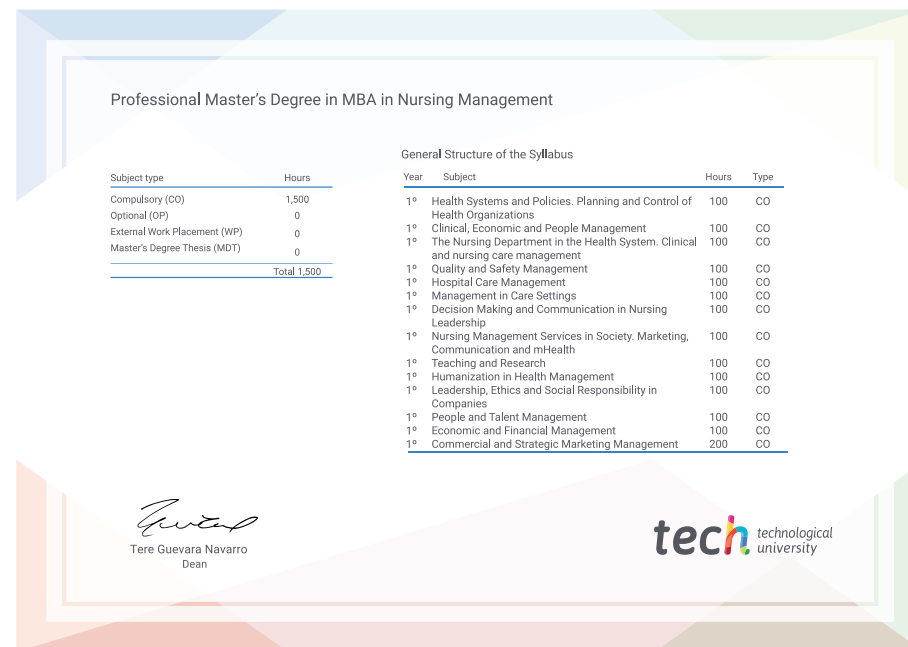 Professional Master's Degree in MBA in Nursing Management
Subject type Hours
Compulsory (CO) 1,500
Optional (OP) 0
External Work Placement (WP) 0
Master's Degree Thesis (MDT) 0
Total 1,500
General Structure of the Syllabus
Year Subject Hours Type
1º Health Systems and Policies. Planning and Control of 100 CO
Health Organizations
1º Clinical, Economic and People Management 100 CO
1º The Nursing Department in the Health System. Clinical 100 CO
and nursing care management
1º Quality and Safety Management 100 CO
1º Hospital Care Management 100 CO
1º Management in Care Settings 100 CO
1º Decision Making and Communication in Nursing 100 CO
Leadership
1º Nursing Management Services in Society. Marketing, 100 CO
Communication and mHealth
1º Teaching and Research 100 CO
1º Humanization in Health Management 100 CO
1º Leadership, Ethics and Social Responsibility in 100 CO
Companies
1º People and Talent Management 100 CO
1º Economic and Financial Management 100 CO
1º Commercial and Strategic Marketing Management 200 CO
Tere Guevara Navarro
Dean
tech technological
university